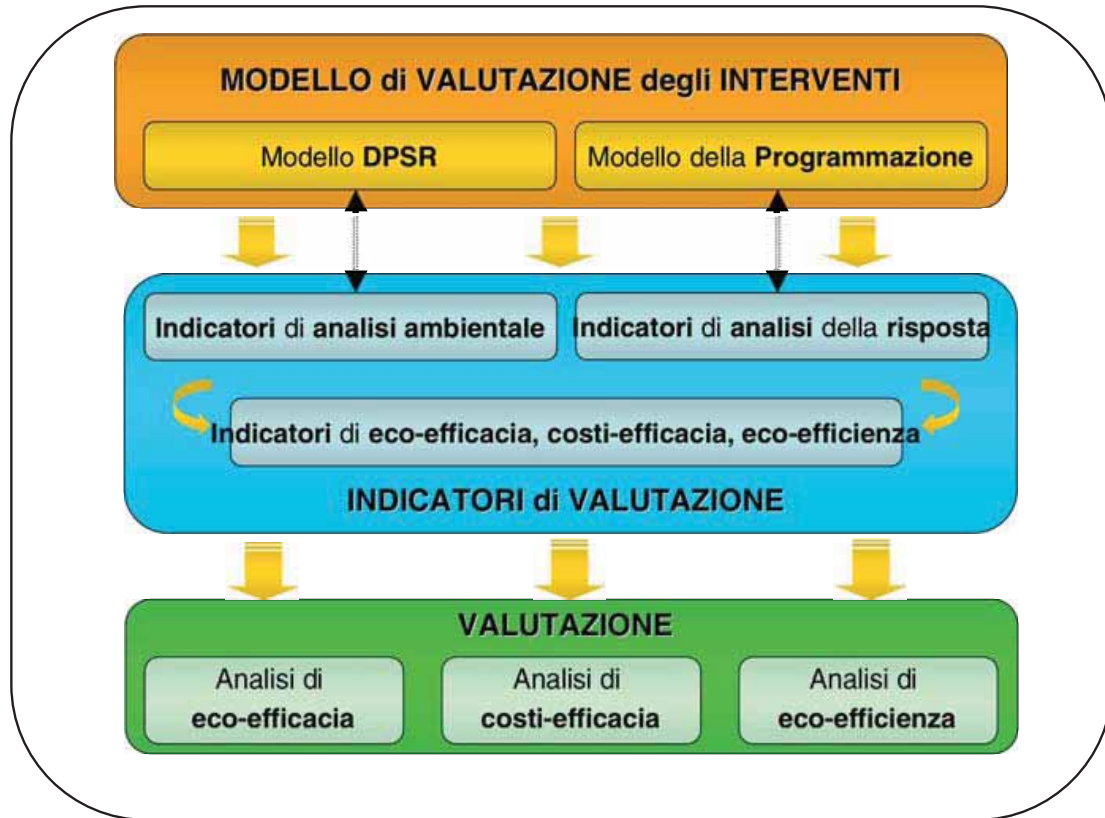 MODELLO di VALUTAZIONE degli INTERVENTI
Modello DPSR
Modello della Programmazione
Indicatori di analisi ambientale
Indicatori di analisi della risposta
Indicatori di eco-efficacia, costi-efficacia, eco-efficienza
INDICATORI di VALUTAZIONE
VALUTAZIONE
Analisi di
eco-efficacia
Analisi di
costi-efficacia
Analisi di
eco-efficienza